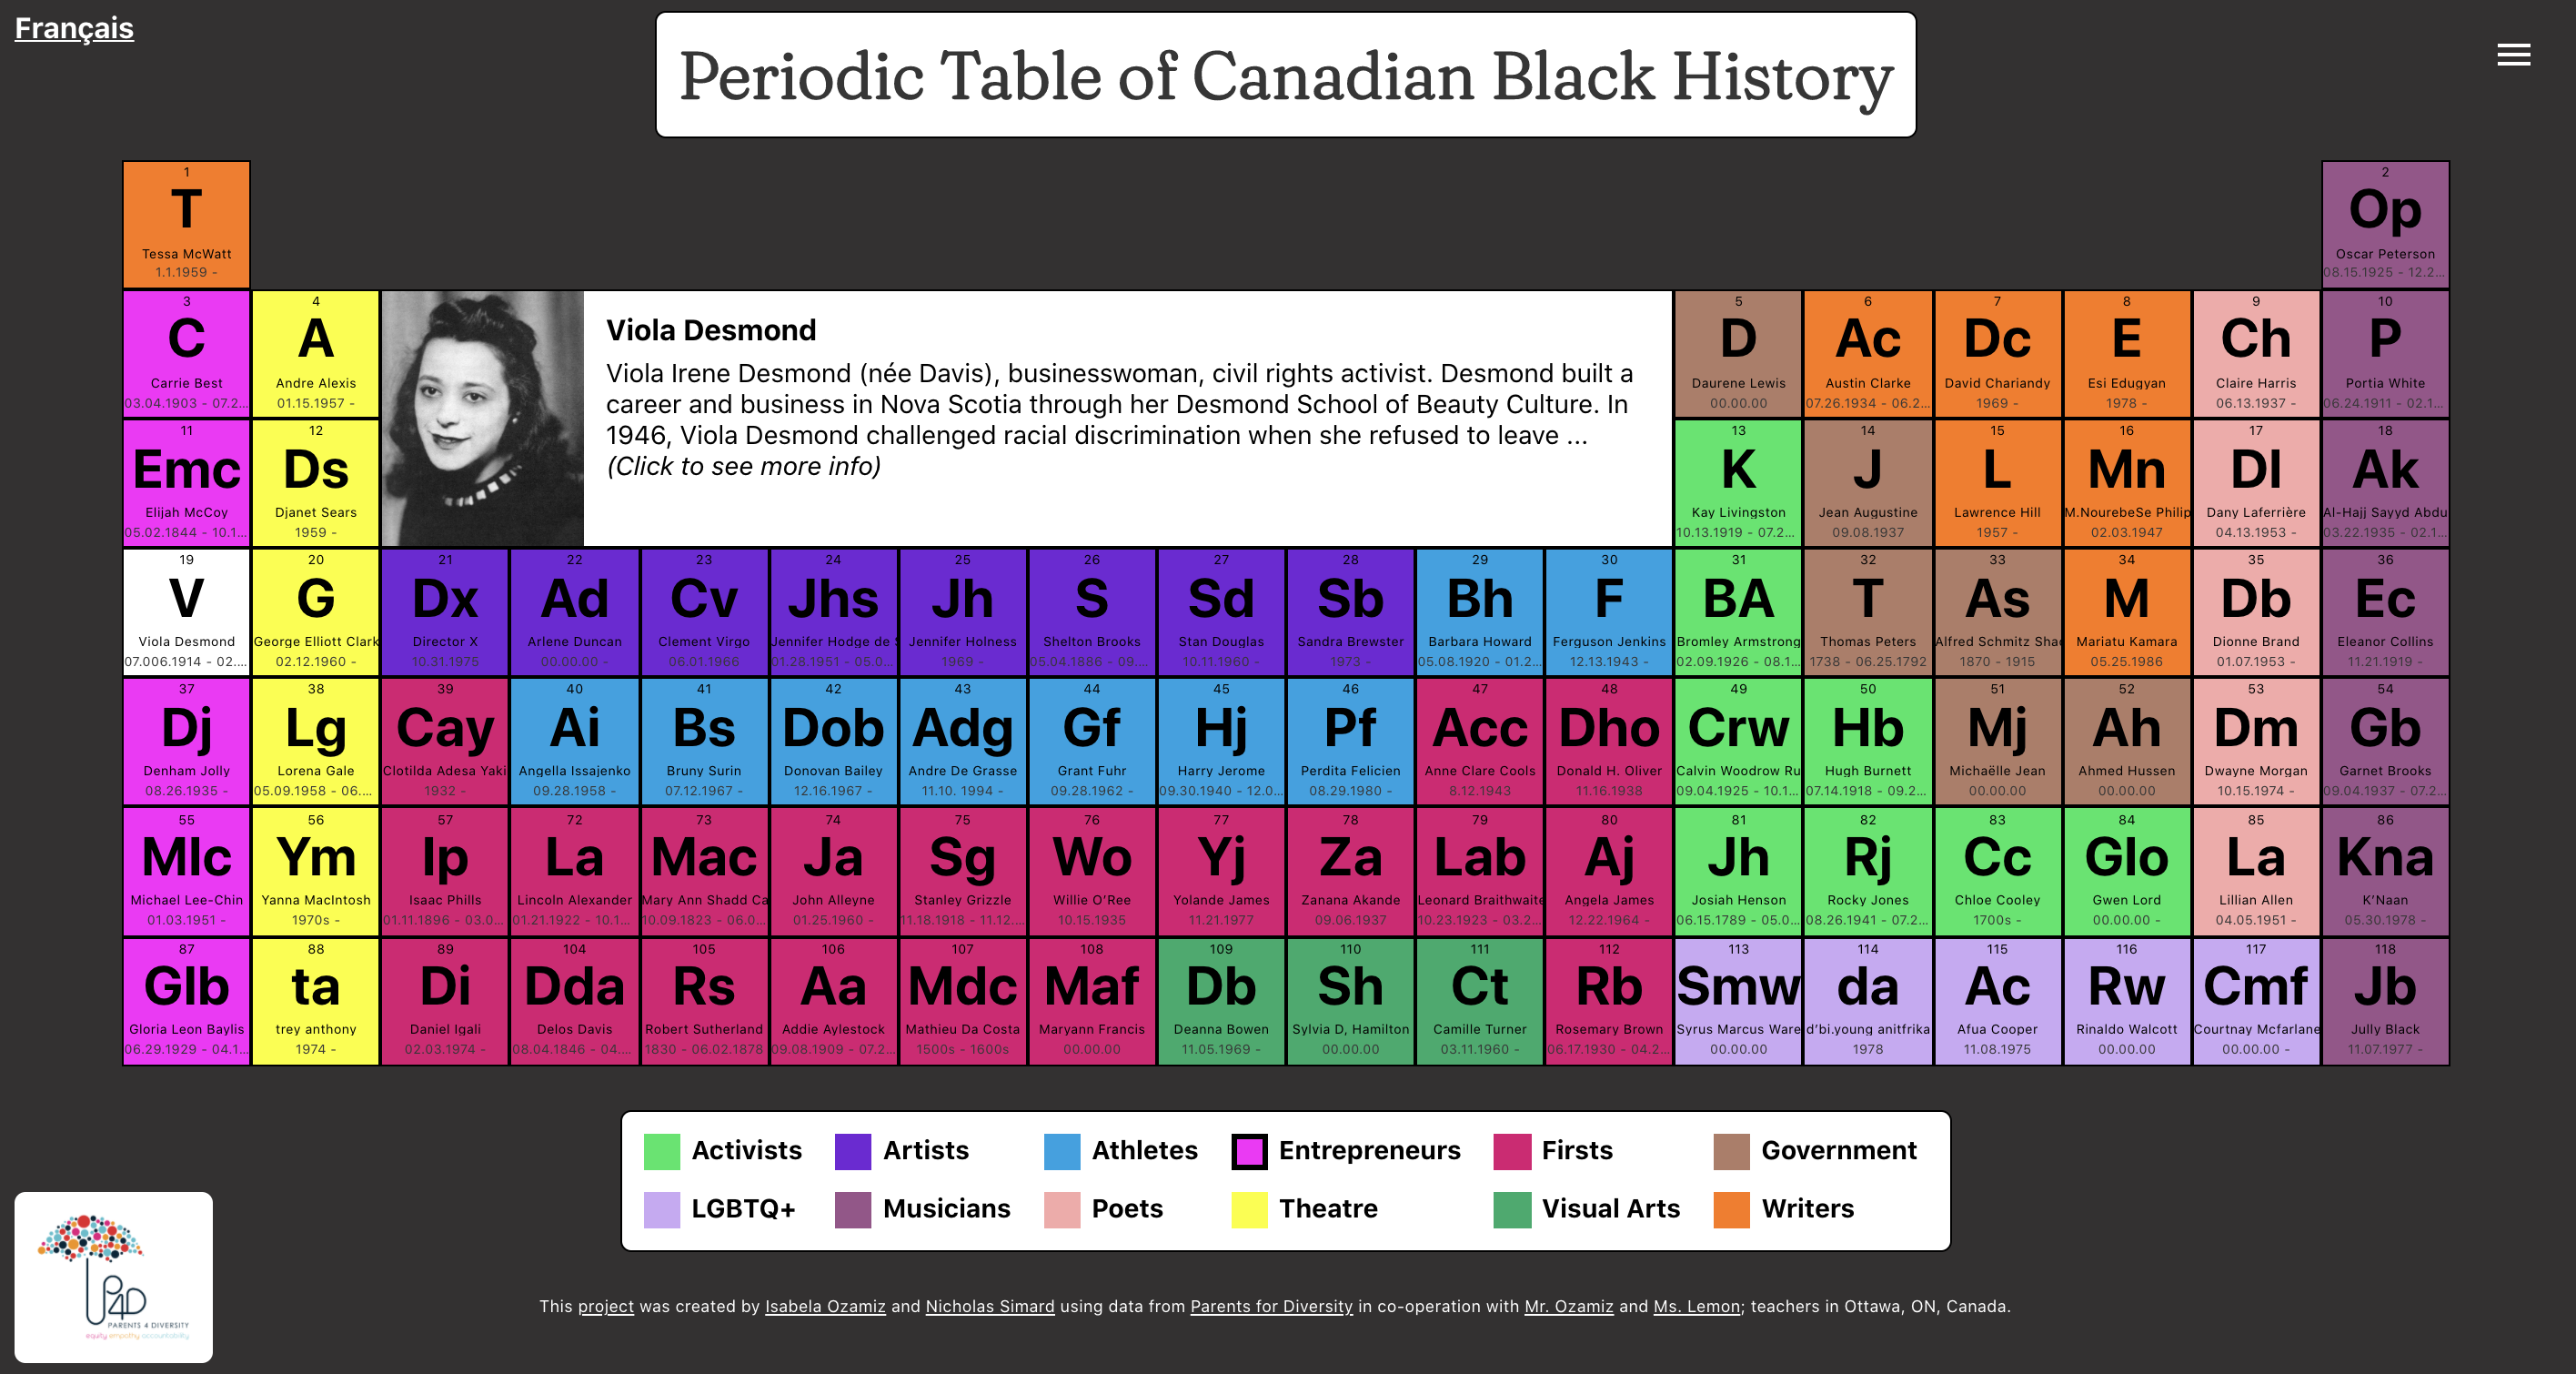 Français
Periodic Table of Canadian Black History
1
T
Tessa McWatt
1.1.1959 -
2
Op
Oscar Peterson
08.15.1925 - 12.2...
3
C
Carrie Best
03.04.1903 - 07.2...
4
A
Andre Alexis
01.15.1957 -
Viola Desmond
Viola Irene Desmond (née Davis), businesswoman, civil rights activist. Desmond built a
career and business in Nova Scotia through her Desmond School of Beauty Culture. In
1946, Viola Desmond challenged racial discrimination when she refused to leave ...
(Click to see more info)
5
D
Daurene Lewis
00.00.00
6
Ac
Austin Clarke
07.26.1934 - 06.2...
7
Dc
David Chariandy
1969 -
8
E
Esi Edugyan
1978 -
9
Ch
Claire Harris
06.13.1937 -
10
P
Portia White
06.24.1911 - 02.1...
11
Emc
Elijah McCoy
05.02.1844 - 10.1...
12
Ds
Djanet Sears
1959 -
13
K
Kay Livingston
10.13.1919 - 07.2...
14
J
Jean Augustine
09.08.1937
15
L
Lawrence Hill
1957 -
16
Mn
M.NourebeSe Philip
02.03.1947
17
Dl
Dany Laferrière
04.13.1953 -
18
Ak
Al-Hajj Sayyd Abdu
03.22.1935 - 02.1...
19
V
Viola Desmond
07.006.1914 - 02....
20
G
George Elliott Clark
02.12.1960 -
21
Dx
Director X
10.31.1975
22
Ad
Arlene Duncan
00.00.00 -
23
Cv
Clement Virgo
06.01.1966
24
Jhs
Jennifer Hodge de S
01.28.1951 - 05.0...
25
Jh
Jennifer Holness
1969 -
26
S
Shelton Brooks
05.04.1886 - 09....
27
Sd
Stan Douglas
10.11.1960 -
28
Sb
Sandra Brewster
1973 -
29
Bh
Barbara Howard
05.08.1920 - 01.2...
30
F
Ferguson Jenkins
12.13.1943 -
31
BA
Bromley Armstrong
02.09.1926 - 08.1...
32
T
Thomas Peters
1738 - 06.25.1792
33
As
Alfred Schmitz Shad
1870 - 1915
34
M
Mariatu Kamara
05.25.1986
35
Db
Dionne Brand
01.07.1953 -
36
Ec
Eleanor Collins
11.21.1919 -
37
Dj
Denham Jolly
08.26.1935 -
38
Lg
Lorena Gale
05.09.1958 - 06....
39
Cay
Clotilda Adesa Yaki
1932 -
40
Ai
Angella Issajenko
09.28.1958 -
41
Bs
Bruny Surin
07.12.1967 -
42
Dob
Donovan Bailey
12.16.1967 -
43
Adg
Andre De Grasse
11.10. 1994 -
44
Gf
Grant Fuhr
09.28.1962 -
45
Hj
Harry Jerome
09.30.1940 - 12.0...
46
Pf
Perdita Felicien
08.29.1980 -
47
Acc
Anne Clare Cools
8.12.1943
48
Dho
Donald H. Oliver
11.16.1938
49
Crw
Calvin Woodrow Ru
09.04.1925 - 10.1...
50
Hb
Hugh Burnett
07.14.1918 - 09.2...
51
Mj
Michaëlle Jean
00.00.00
52
Ah
Ahmed Hussen
00.00.00
53
Dm
Dwayne Morgan
10.15.1974 -
54
Gb
Garnet Brooks
09.04.1937 - 07.2...
55
Mlc
Michael Lee-Chin
01.03.1951 -
56
Ym
Yanna MacIntosh
1970s -
57
Ip
Isaac Phills
01.11.1896 - 03.0...
72
La
Lincoln Alexander
01.21.1922 - 10.1...
73
Mac
Mary Ann Shadd Ca
10.09.1823 - 06.0...
74
Ja
John Alleyne
01.25.1960 -
75
Sg
Stanley Grizzle
11.18.1918 - 11.12....
76
Wo
Willie O'Ree
10.15.1935
77
Yj
Yolande James
11.21.1977
78
Za
Zanana Akande
09.06.1937
79
Lab
Leonard Braithwaite
10.23.1923 - 03.2...
80
Aj
Angela James
12.22.1964 -
81
Jh
Josiah Henson
06.15.1789 - 05.0...
82
Rj
Rocky Jones
08.26.1941 - 07.2...
83
Cc
Chloe Cooley
1700s -
84
Glo
Gwen Lord
00.00.00 -
85
La
Lillian Allen
04.05.1951 -
86
Kna
K’Naan
05.30.1978 -
87
Glb
Gloria Leon Baylis
06.29.1929 - 04.1...
88
ta
trey anthony
1974 -
89
Di
Daniel Igali
02.03.1974 -
104
Dda
Delos Davis
08.04.1846 - 04....
105
Rs
Robert Sutherland
1830 - 06.02.1878
106
Aa
Addie Aylestock
09.08.1909 - 07.2...
107
Mdc
Mathieu Da Costa
1500s - 1600s
108
Maf
Maryann Francis
00.00.00
109
Db
Deanna Bowen
11.05.1969 -
110
Sh
Sylvia D, Hamilton
00.00.00
111
Ct
Camille Turner
03.11.1960 -
112
Rb
Rosemary Brown
06.17.1930 - 04.2...
113
Smw
Syrus Marcus Ware
00.00.00
114
da
d’bi.young anitfrika
1978
115
Ac
Afua Cooper
11.08.1975
116
Rw
Rinaldo Walcott
00.00.00
117
Cmf
Courtnay Mcfarlane
00.00.00 -
118
Jb
Jully Black
11.07.1977 -
Activists Artists Athletes Entrepreneurs Firsts Government
LGBTQ+ Musicians Poets Theatre Visual Arts Writers
P4D
PARENTS 4 DIVERSITY
equity empathy accountability
This project was created by Isabela Ozamiz and Nicholas Simard using data from Parents for Diversity in co-operation with Mr. Ozamiz and Ms. Lemon; teachers in Ottawa, ON, Canada.